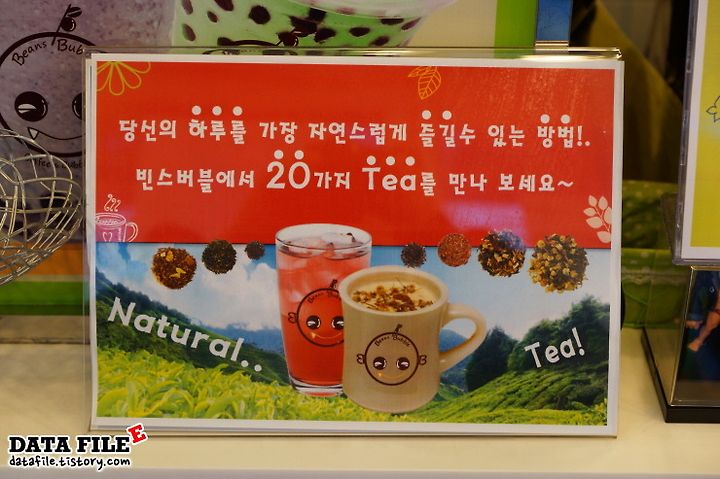 Beans Bubble
당신의 하루를 가장 자연스럽게 즐길수 있는 방법!.
빈스버블에서 20가지 Tea를 만나 보세요~
Natural..
Beans Bubble
Beans Bubble
Tea!
DATA FILE E
datafile.tistory.com